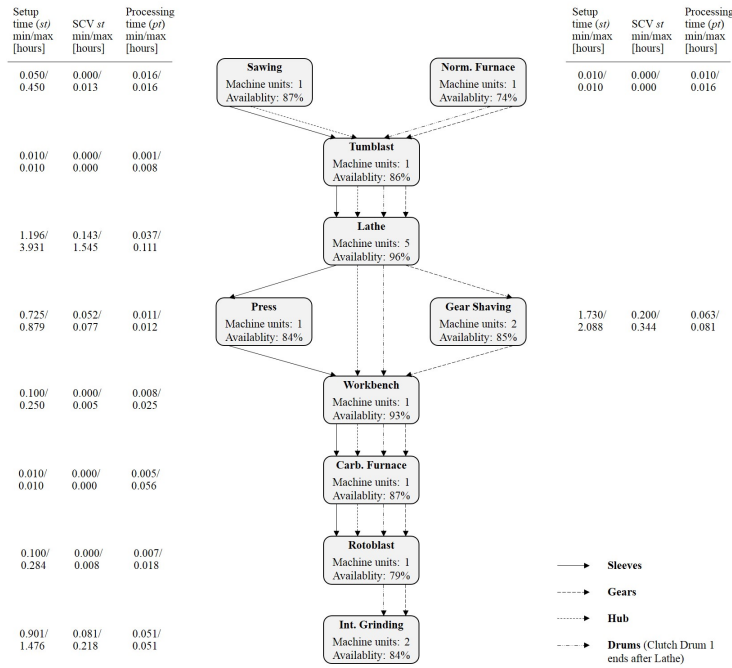 Setup
time (st)
min/max
[hours]
SCV st
min/max
[hours]
Processing
time (pt)
min/max
[hours]
Setup
time (st)
min/max
[hours]
SCV st
min/max
[hours]
Processing
time (pt)
min/max
[hours]
0.050/
0.450
0.000/
0.013
0.016/
0.016
Sawing
Machine units: 1
Availablity: 87%
Norm. Furnace
Machine units: 1
Availablity: 74%
0.010/
0.010
0.000/
0.000
0.010/
0.016
0.010/
0.010
0.000/
0.000
0.001/
0.008
Tumblast
Machine units: 1
Availablity: 86%
1.196/
3.931
0.143/
1.545
0.037/
0.111
Lathe
Machine units: 5
Availablity: 96%
0.725/
0.879
0.052/
0.077
0.011/
0.012
Press
Machine units: 1
Availablity: 84%
Gear Shaving
Machine units: 2
Availablity: 85%
1.730/
2.088
0.200/
0.344
0.063/
0.081
0.100/
0.250
0.000/
0.005
0.008/
0.025
Workbench
Machine units: 1
Availablity: 93%
0.010/
0.010
0.000/
0.000
0.005/
0.056
Carb. Furnace
Machine units: 1
Availablity: 87%
0.100/
0.284
0.000/
0.008
0.007/
0.018
Rotoblast
Machine units: 1
Availablity: 79%
0.901/
1.476
0.081/
0.218
0.051/
0.051
Int. Grinding
Machine units: 2
Availablity: 84%
Sleeves
Gears
Hub
Drums (Clutch Drum 1
ends after Lathe)